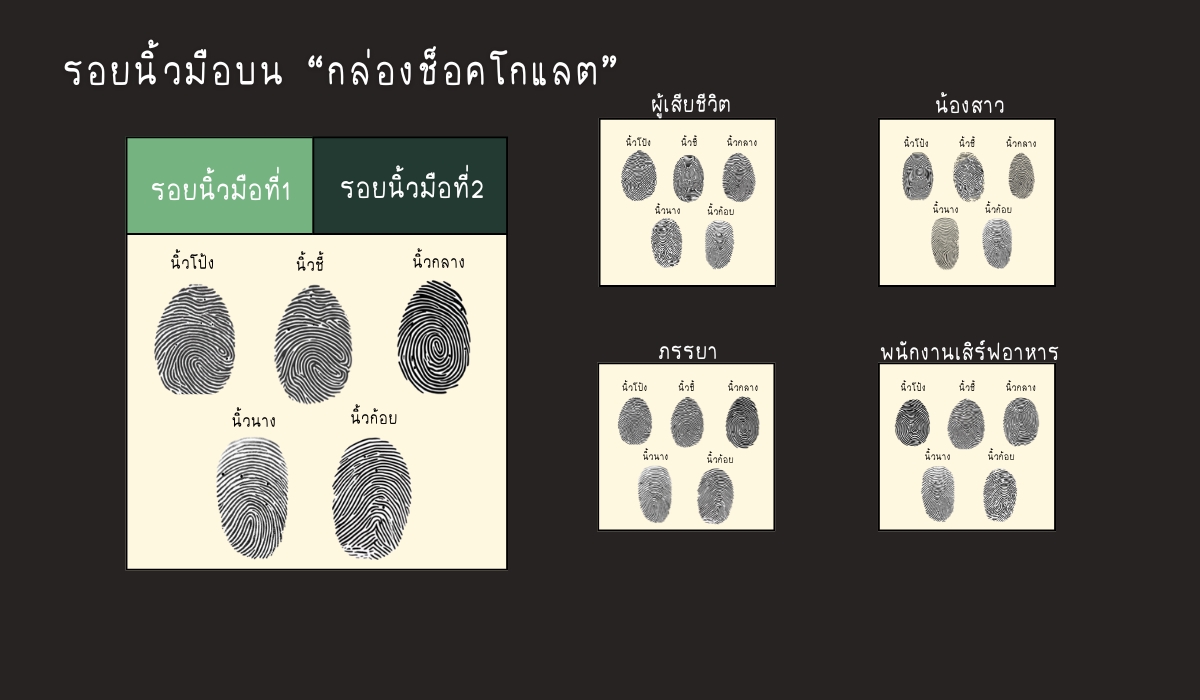 รอยนิ้วมือบน “กล่องช็อคโกแลต”
รอยนิ้วมือที่1
รอยนิ้วมือที่2
นิ้วโป้ง นิ้วชี้ นิ้วกลาง
นิ้วนาง นิ้วก้อย
ผู้เสียชีวิต
นิ้วโป้ง นิ้วชี้ นิ้วกลาง
นิ้วนาง นิ้วก้อย
น้องสาว
นิ้วโป้ง นิ้วชี้ นิ้วกลาง
นิ้วนาง นิ้วก้อย
ภรรยา
นิ้วโป้ง นิ้วชี้ นิ้วกลาง
นิ้วนาง นิ้วก้อย
พนักงานเสิร์ฟอาหาร
นิ้วโป้ง นิ้วชี้ นิ้วกลาง
นิ้วนาง นิ้วก้อย